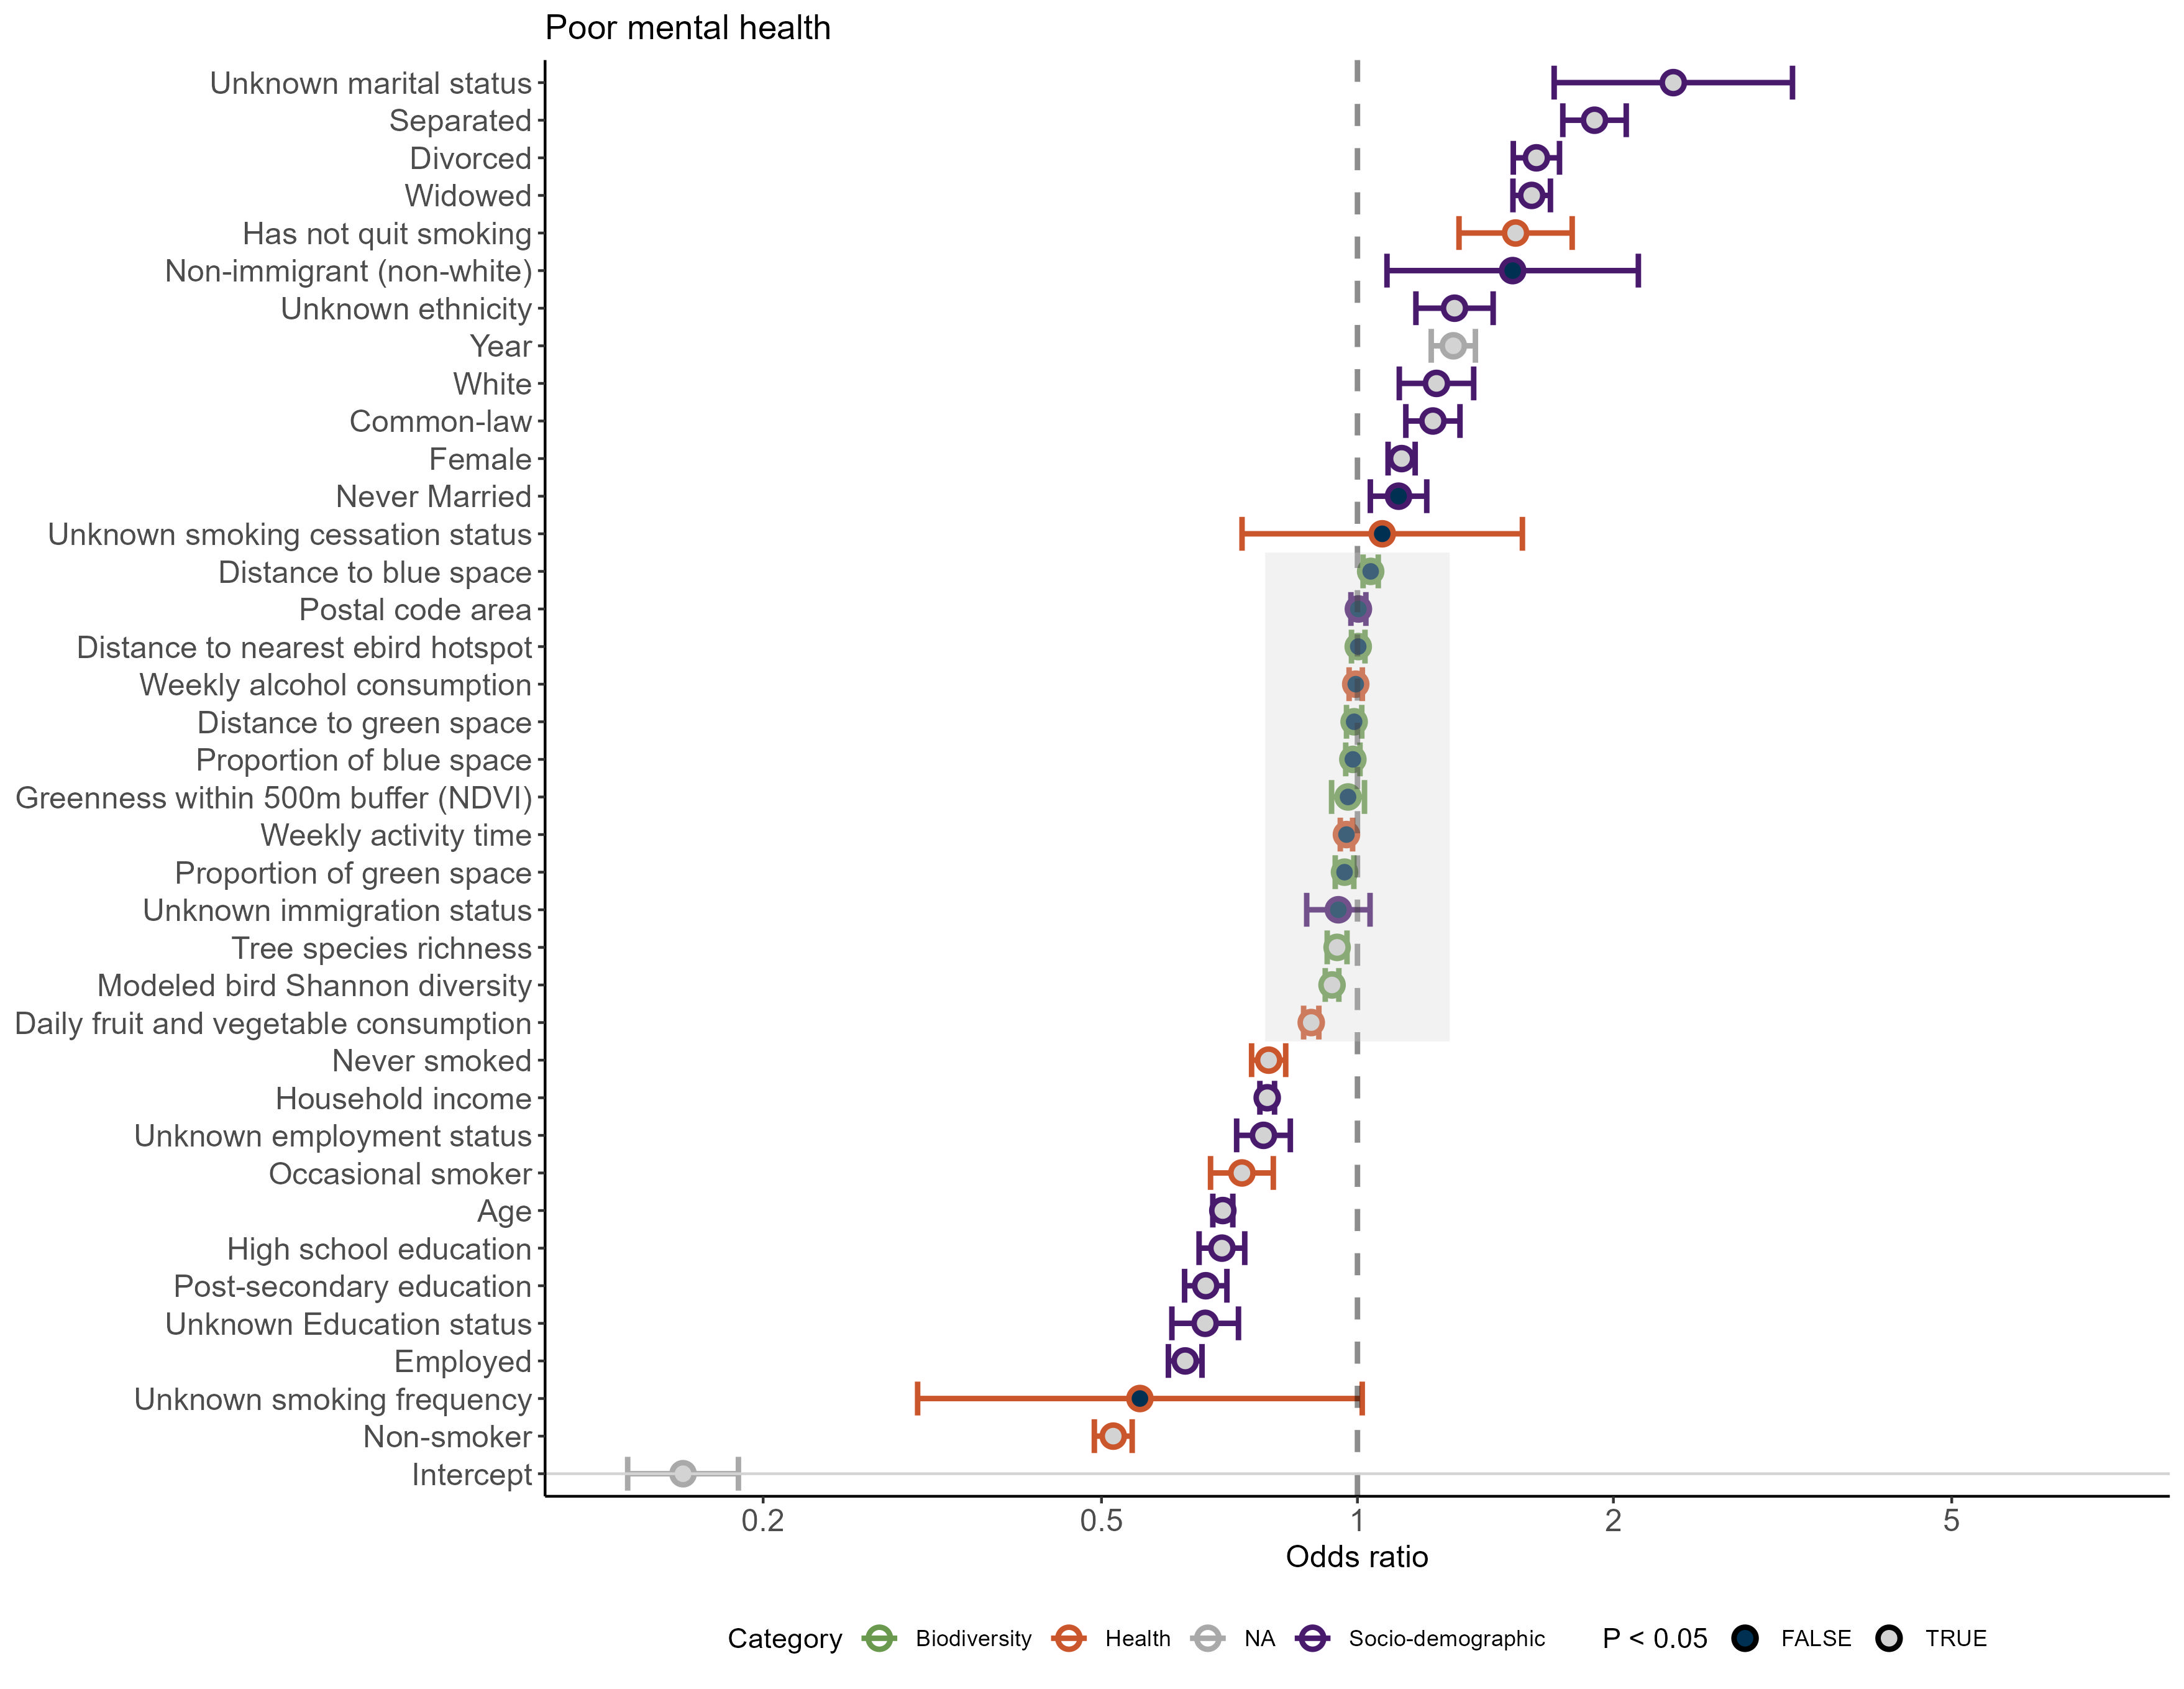 Poor mental health
Unknown marital status
Separated
Divorced
Widowed
Has not quit smoking
Non-immigrant (non-white)
Unknown ethnicity
Year
White
Common-law
Female
Never Married
Unknown smoking cessation status
Distance to blue space
Postal code area
Distance to nearest ebird hotspot
Weekly alcohol consumption
Distance to green space
Proportion of blue space
Greenness within 500m buffer (NDVI)
Weekly activity time
Proportion of green space
Unknown immigration status
Tree species richness
Modeled bird Shannon diversity
Daily fruit and vegetable consumption
Never smoked
Household income
Unknown employment status
Occasional smoker
Age
High school education
Post-secondary education
Unknown Education status
Employed
Unknown smoking frequency
Non-smoker
Intercept
0.2 0.5 1 2 5
Odds ratio
Category Biodiversity Health NA Socio-demographic P < 0.05 FALSE TRUE